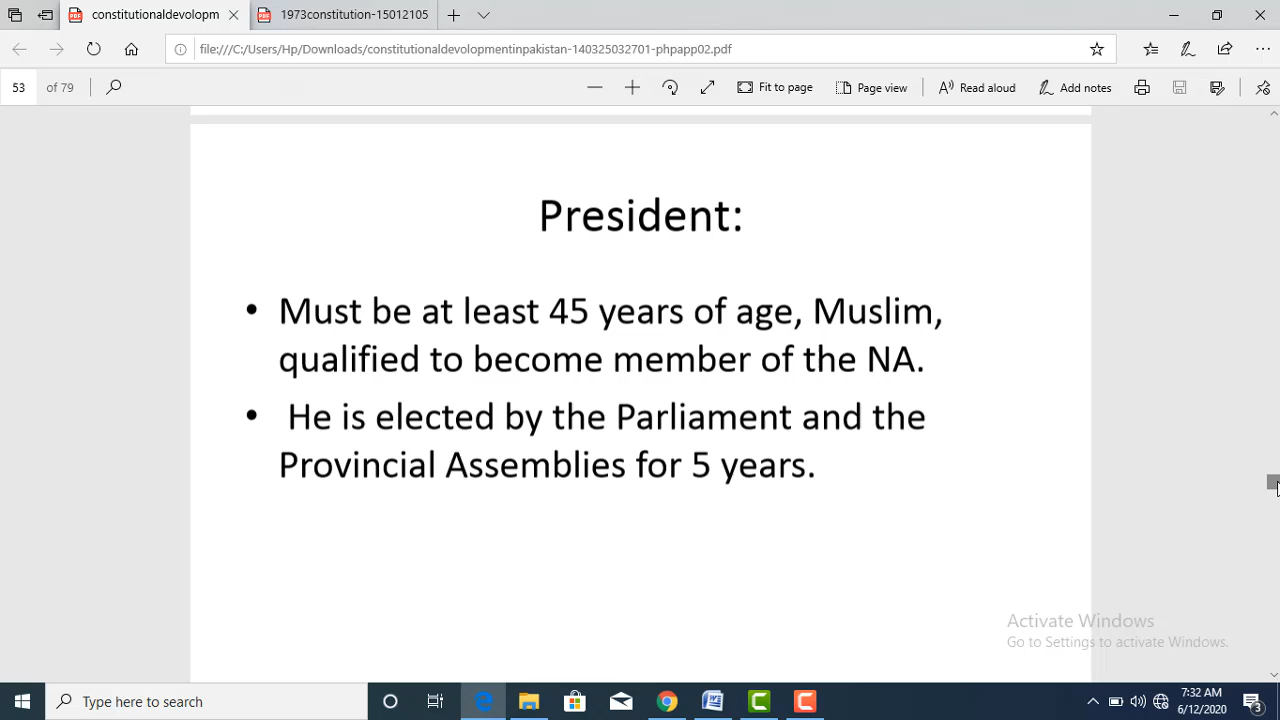 constitutionaldevolopm
1973constitution-15012105
file:///C:/Users/Hp/Downloads/constitutionaldevolopmentinpakistan-140325032701-phpapp02.pdf
53 of 79 Fit to page Page view Read aloud Add notes
President:
• Must be at least 45 years of age, Muslim,
qualified to become member of the NA.
• He is elected by the Parliament and the
Provincial Assemblies for 5 years.
Activate Windows
Go to Settings to activate Windows.
Type here to search
7:32 AM
6/12/2020
3